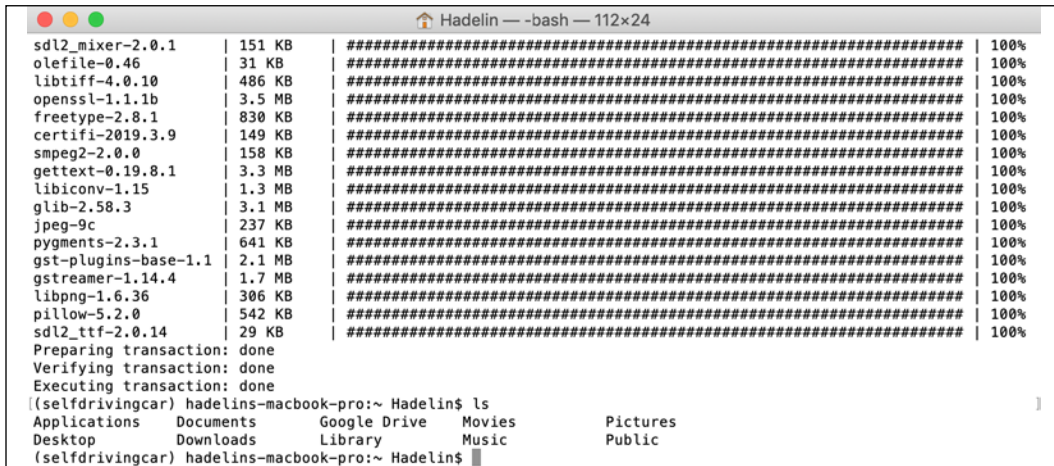 Hadelin — -bash — 112×24
sdl2_mixer-2.0.1     | 151 KB    | ##################################################################### | 100%
olefile-0.46         | 31 KB     | ##################################################################### | 100%
libtiff-4.0.10       | 486 KB    | ##################################################################### | 100%
openssl-1.1.1b       | 3.5 MB    | ##################################################################### | 100%
freetype-2.8.1       | 830 KB    | ##################################################################### | 100%
certifi-2019.3.9     | 149 KB    | ##################################################################### | 100%
smpeg2-2.0.0         | 158 KB    | ##################################################################### | 100%
gettext-0.19.8.1     | 3.3 MB    | ##################################################################### | 100%
libiconv-1.15        | 1.3 MB    | ##################################################################### | 100%
glib-2.58.3          | 3.1 MB    | ##################################################################### | 100%
jpeg-9c              | 237 KB    | ##################################################################### | 100%
pygments-2.3.1       | 641 KB    | ##################################################################### | 100%
gst-plugins-base-1.1 | 2.1 MB    | ##################################################################### | 100%
gstreamer-1.14.4     | 1.7 MB    | ##################################################################### | 100%
libpng-1.6.36        | 306 KB    | ##################################################################### | 100%
pillow-5.2.0         | 542 KB    | ##################################################################### | 100%
sdl2_ttf-2.0.14      | 29 KB     | ##################################################################### | 100%
Preparing transaction: done
Verifying transaction: done
Executing transaction: done
[(selfdrivingcar) hadelins-macbook-pro:~ Hadelin$ ls ]
Applications    Documents       Google Drive    Movies          Pictures
Desktop         Downloads       Library         Music           Public
(selfdrivingcar) hadelins-macbook-pro:~ Hadelin$